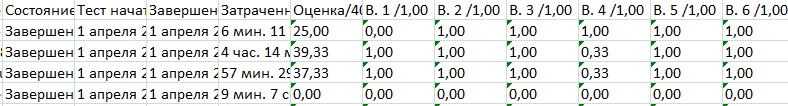 Состояние Тест начат Завершен Затраченн Оценка/40 В. 1 /1,00 В. 2 /1,00 В. 3 /1,00 В. 4 /1,00 В. 5 /1,00 В. 6 /1,00
Завершен 1 апреля 2 1 апреля 2 6 мин. 11 25,00 0,00 1,00 1,00 1,00 1,00 1,00
Завершен 1 апреля 2 1 апреля 2 4 час. 14 м 39,33 1,00 1,00 1,00 0,33 1,00 1,00
Завершен 1 апреля 2 1 апреля 2 57 мин. 29 37,33 1,00 1,00 1,00 0,33 1,00 1,00
Завершен 1 апреля 2 1 апреля 2 9 мин. 7 с 0,00 0,00 0,00 0,00 0,00 0,00 0,00